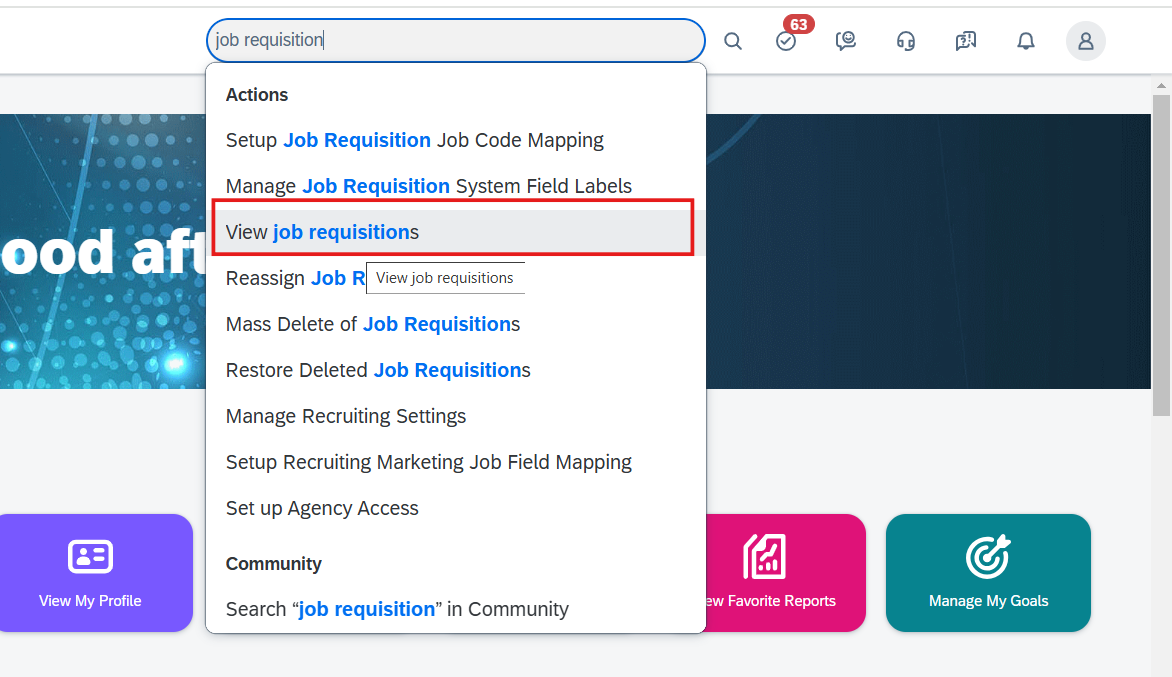 job requisition
63
Actions
Setup Job Requisition Job Code Mapping
Manage Job Requisition System Field Labels
View job requisitions
Reassign Job R
View job requisitions
Mass Delete of Job Requisitions
Restore Deleted Job Requisitions
Manage Recruiting Settings
Setup Recruiting Marketing Job Field Mapping
Set up Agency Access
Community
Search “job requisition” in Community
ood aft
View My Profile
ew Favorite Reports
Manage My Goals